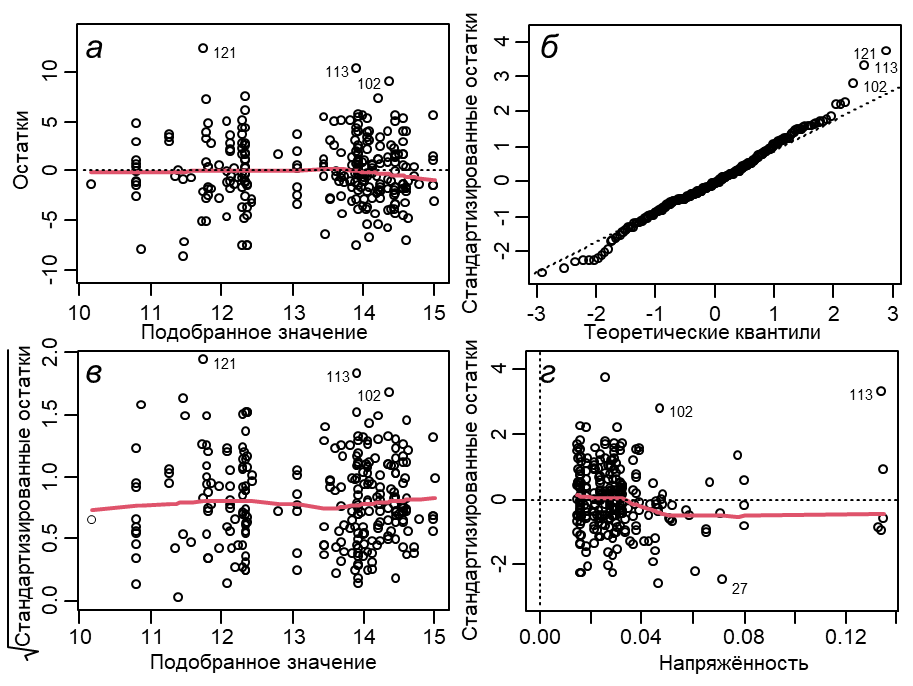 а
121
113
102
10
5
0
-5
-10
Остатки
10 11 12 13 14 15
Подобранное значение
б
121
113
102
4
3
2
1
0
-1
-2
Стандартизированные остатки
-3 -2 -1 0 1 2 3
Теоретические квантили
в
121
113
102
2.0
1.5
1.0
0.5
0.0
√Стандартизированные остатки
10 11 12 13 14 15
Подобранное значение
г
113
102
27
4
2
0
-2
Стандартизированные остатки
0.00 0.04 0.08 0.12
Напряжённость